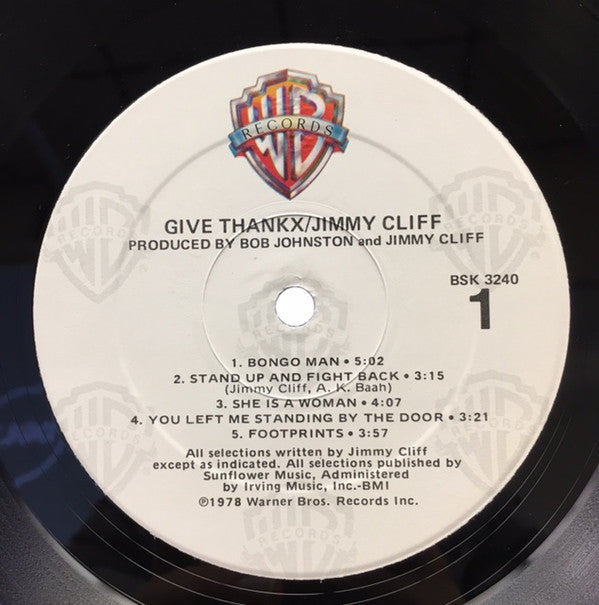 WB
RECORDS
GIVE THANKX/JIMMY CLIFF
PRODUCED BY BOB JOHNSTON and JIMMY CLIFF
BSK 3240
1
1. BONGO MAN • 5:02
2. STAND UP AND FIGHT BACK • 3:15
(Jimmy Cliff, A. K. Baah)
3. SHE IS A WOMAN • 4:07
4. YOU LEFT ME STANDING BY THE DOOR • 3:21
5. FOOTPRINTS • 3:57
All selections written by Jimmy Cliff
except as indicated. All selections published by
Sunflower Music, Administered
by Irving Music, Inc.-BMI
℗1978 Warner Bros. Records Inc.